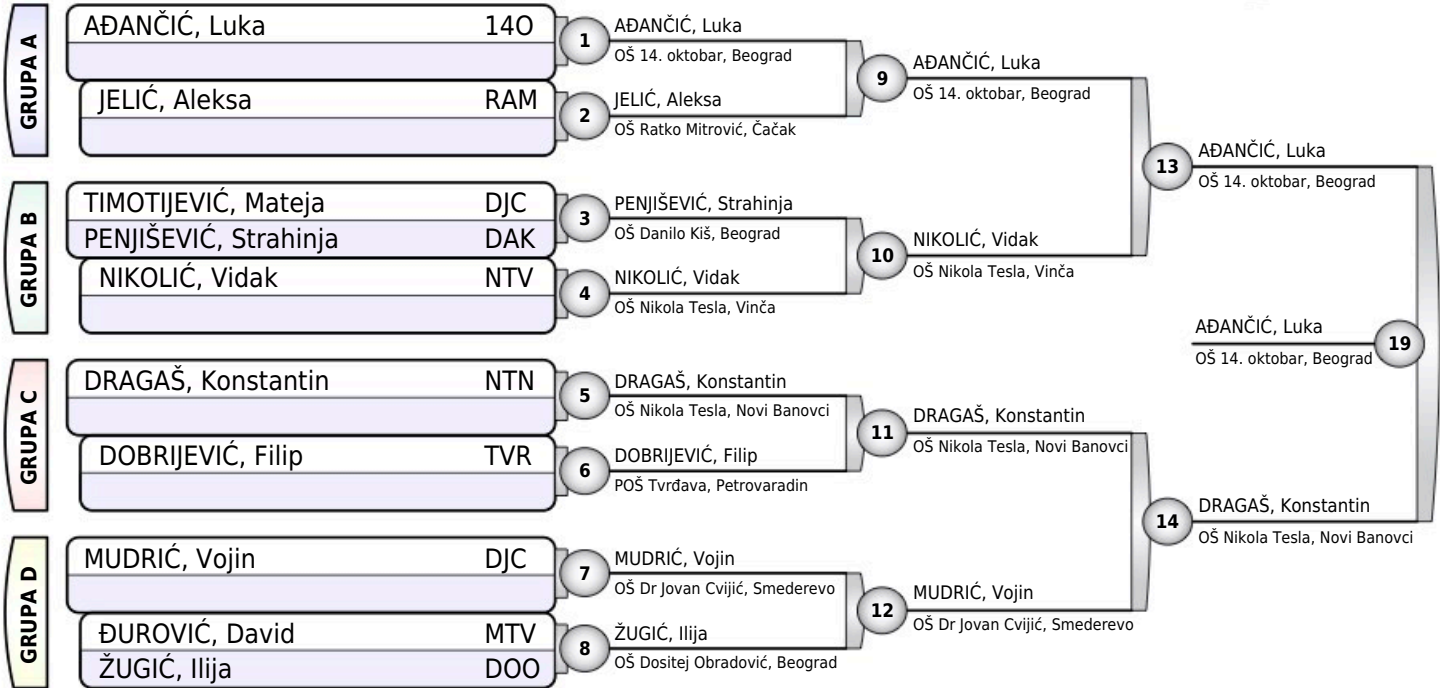 GRUPA A
AĐANČIĆ, Luka 14O
JELIĆ, Aleksa RAM
GRUPA B
TIMOTIJEVIĆ, Mateja DJC
PENJIŠEVIĆ, Strahinja DAK
NIKOLIĆ, Vidak NTV
GRUPA C
DRAGAŠ, Konstantin NTN
DOBRIJEVIĆ, Filip TVR
GRUPA D
MUDRIĆ, Vojin DJC
ĐUROVIĆ, David MTV
ŽUGIĆ, Ilija DOO
1
AĐANČIĆ, Luka
OŠ 14. oktobar, Beograd
2
JELIĆ, Aleksa
OŠ Ratko Mitrović, Čačak
3
PENJIŠEVIĆ, Strahinja
OŠ Danilo Kiš, Beograd
4
NIKOLIĆ, Vidak
OŠ Nikola Tesla, Vinča
5
DRAGAŠ, Konstantin
OŠ Nikola Tesla, Novi Banovci
6
DOBRIJEVIĆ, Filip
POŠ Tvrđava, Petrovaradin
7
MUDRIĆ, Vojin
OŠ Dr Jovan Cvijić, Smederevo
8
ŽUGIĆ, Ilija
OŠ Dositej Obradović, Beograd
9
AĐANČIĆ, Luka
OŠ 14. oktobar, Beograd
10
NIKOLIĆ, Vidak
OŠ Nikola Tesla, Vinča
11
DRAGAŠ, Konstantin
OŠ Nikola Tesla, Novi Banovci
12
MUDRIĆ, Vojin
OŠ Dr Jovan Cvijić, Smederevo
13
AĐANČIĆ, Luka
OŠ 14. oktobar, Beograd
14
DRAGAŠ, Konstantin
OŠ Nikola Tesla, Novi Banovci
AĐANČIĆ, Luka
OŠ 14. oktobar, Beograd
19